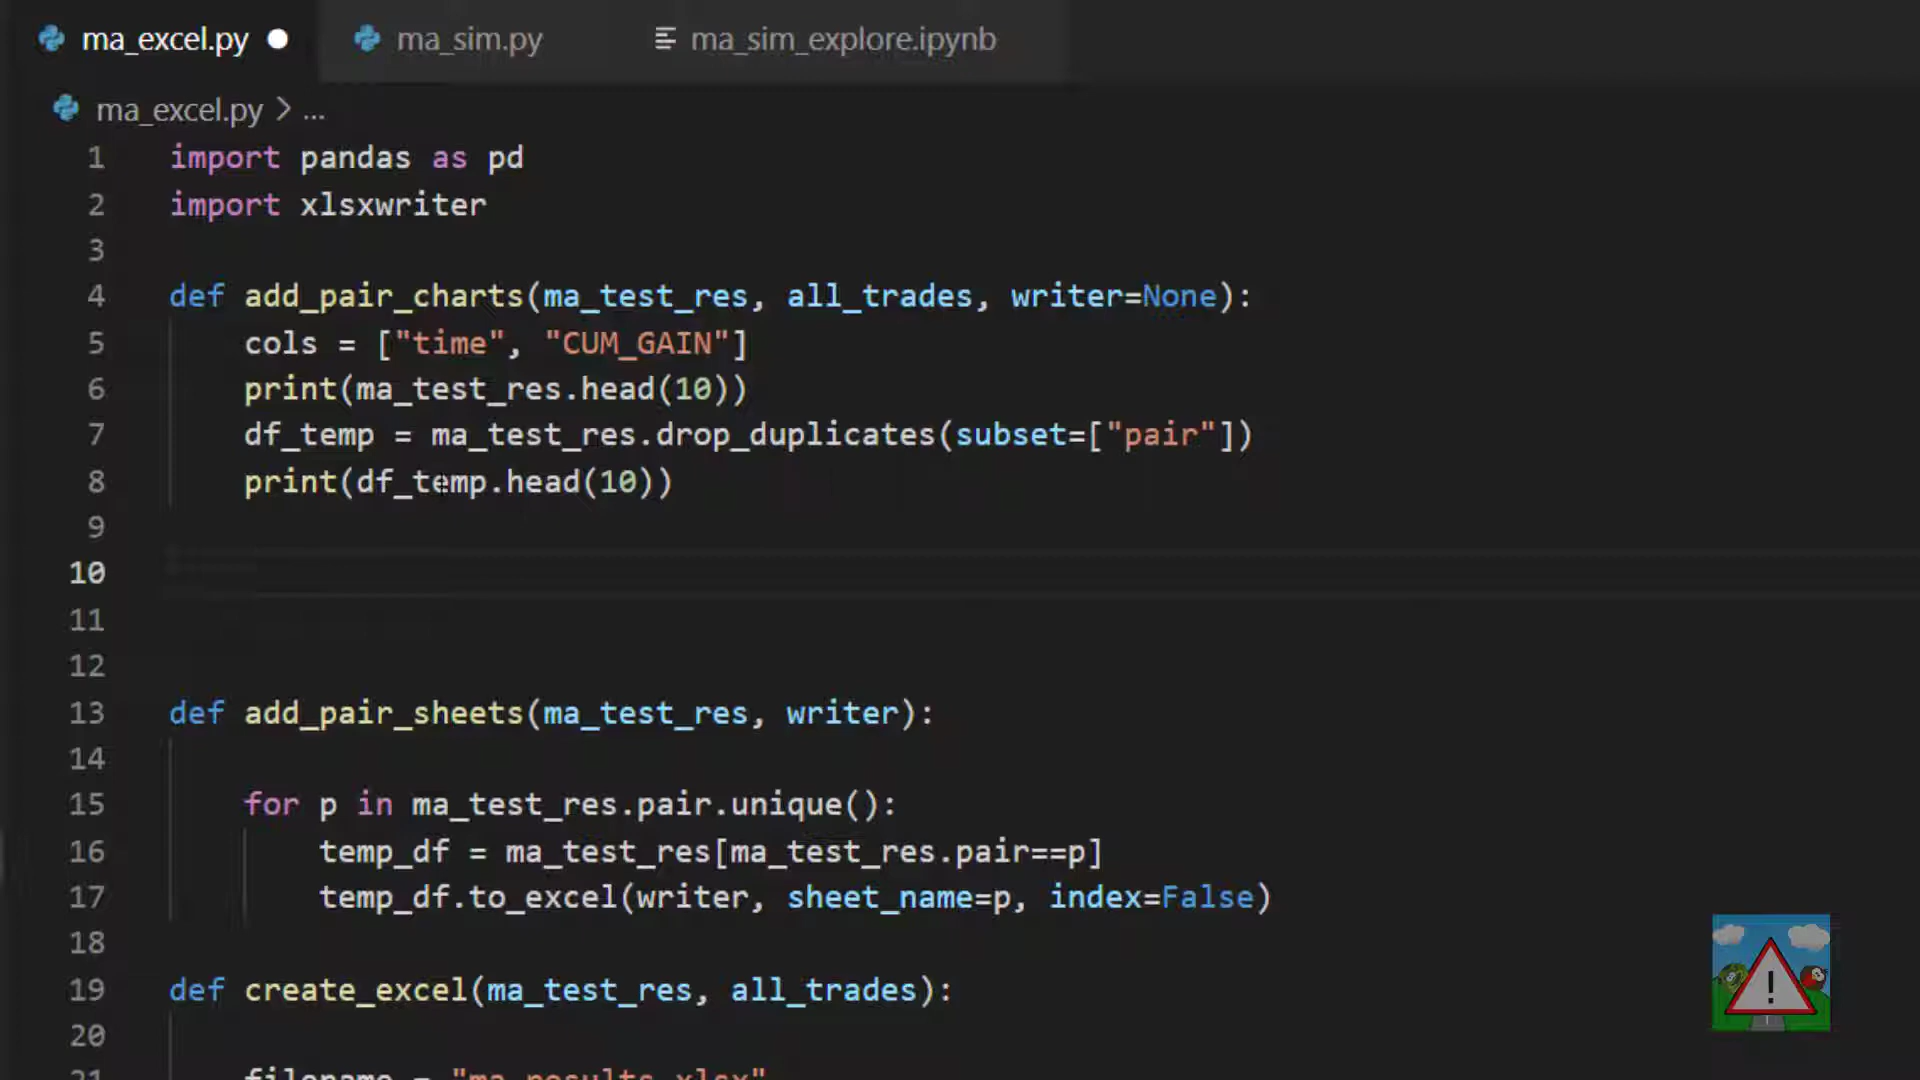 ma_excel.py ma_sim.py ma_sim_explore.ipynb
ma_excel.py > ...
1 import pandas as pd
2 import xlsxwriter
3
4 def add_pair_charts(ma_test_res, all_trades, writer=None):
5 cols = ["time", "CUM_GAIN"]
6 print(ma_test_res.head(10))
7 df_temp = ma_test_res.drop_duplicates(subset=["pair"])
8 print(df_temp.head(10))
9
10
11
12
13 def add_pair_sheets(ma_test_res, writer):
14
15 for p in ma_test_res.pair.unique():
16 temp_df = ma_test_res[ma_test_res.pair==p]
17 temp_df.to_excel(writer, sheet_name=p, index=False)
18
19 def create_excel(ma_test_res, all_trades):
20
21 filename = "ma_results.xlsx"
!